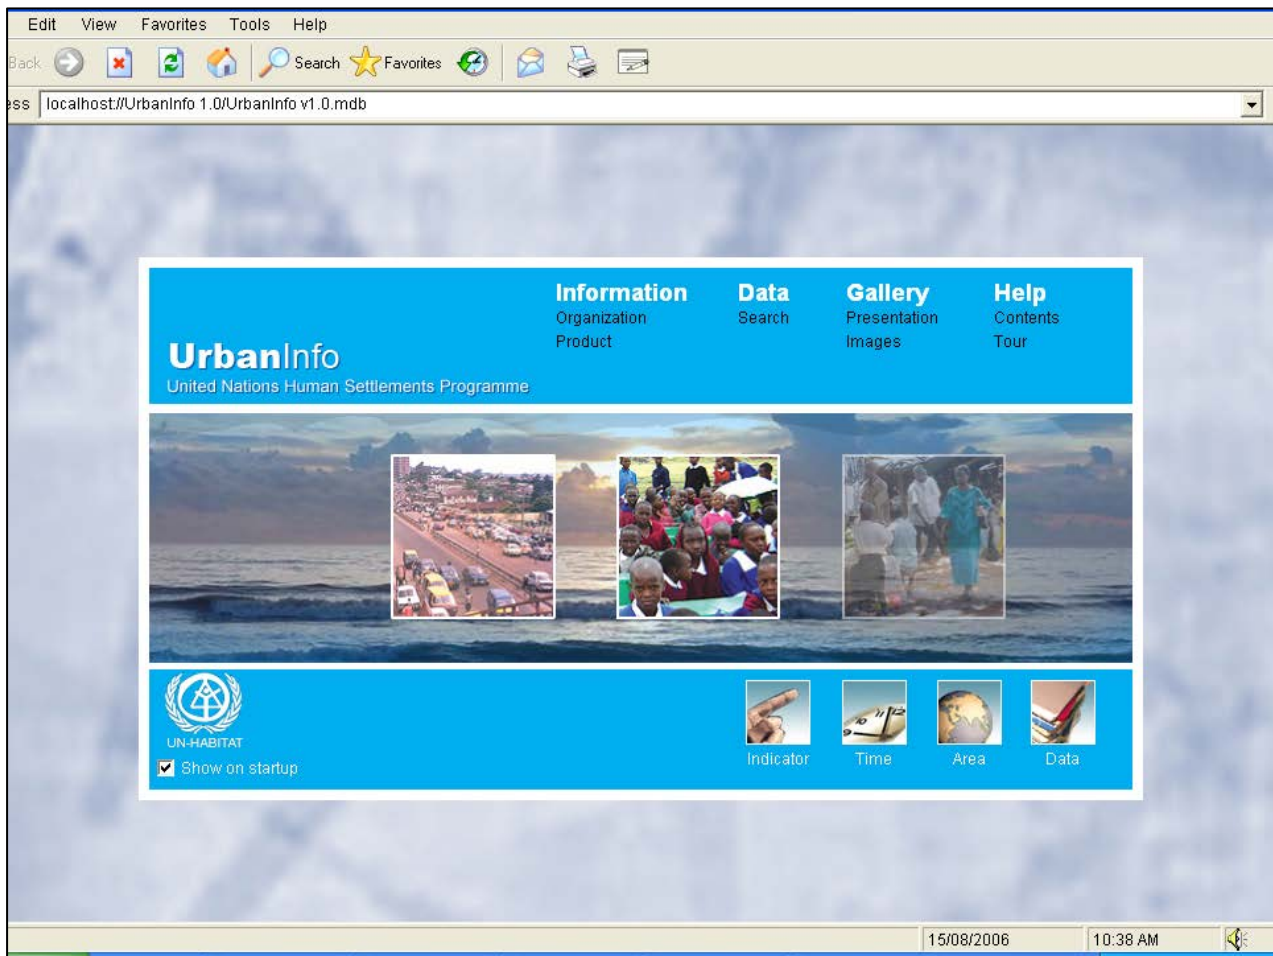 Edit View Favorites Tools Help
Back Search Favorites
ess localhost://UrbanInfo 1.0/UrbanInfo v1.0.mdb
Information Data Gallery Help
Organization Search Presentation Contents
Product Images Tour
UrbanInfo
United Nations Human Settlements Programme
UN-HABITAT
Show on startup
Indicator Time Area Data
15/08/2006 10:38 AM